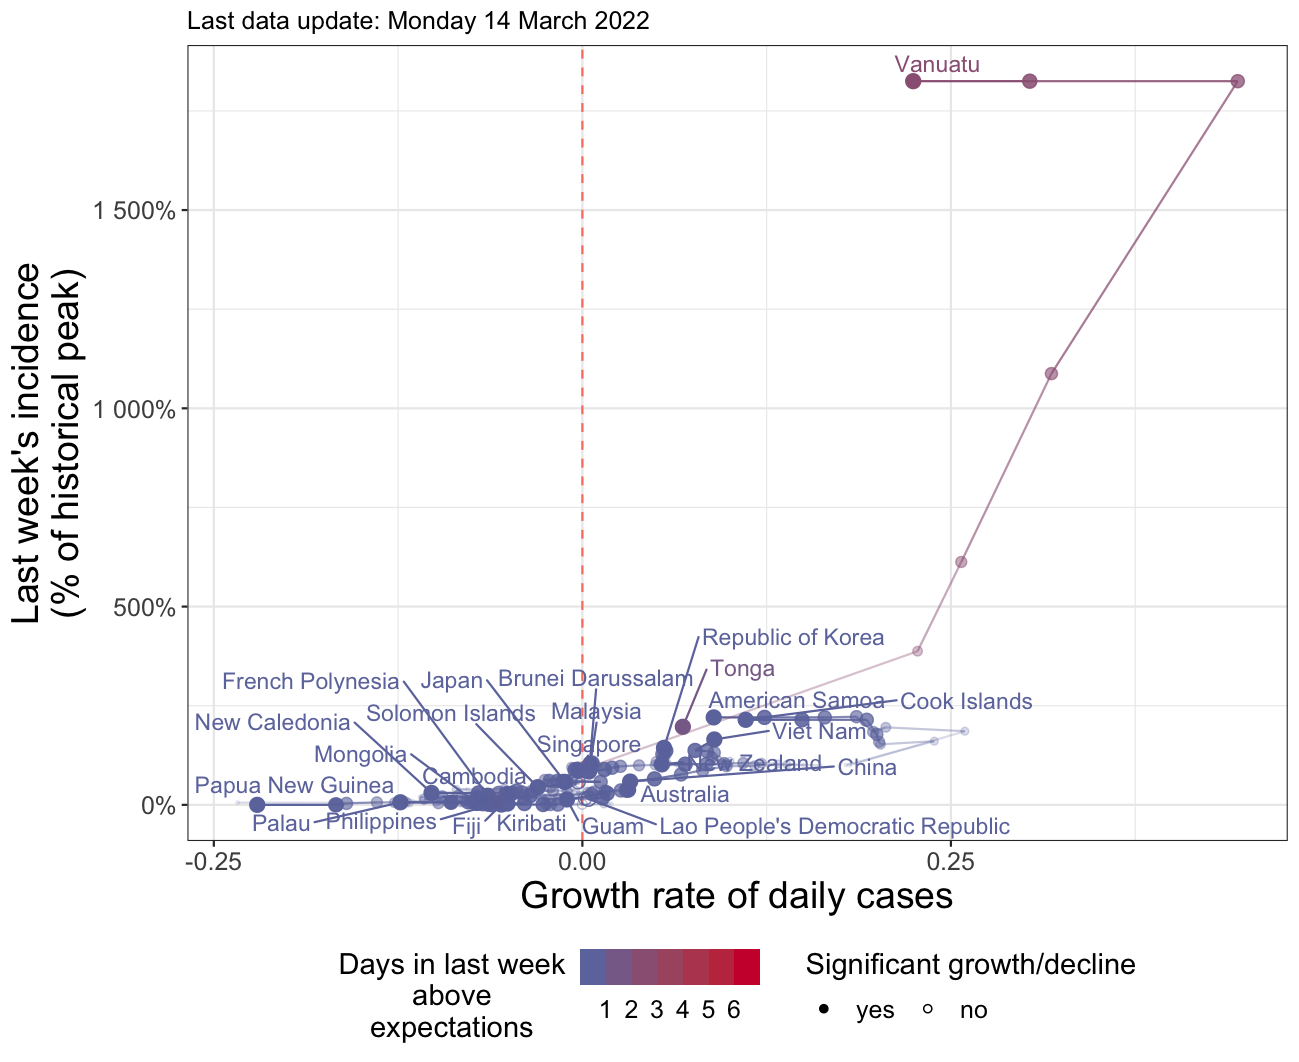 Last data update: Monday 14 March 2022
Vanuatu
1 500%
1 000%
500%
0%
Last week's incidence
(% of historical peak)
Republic of Korea
Tonga
French Polynesia
Japan
Brunei Darussalam
American Samoa
Cook Islands
New Caledonia
Solomon Islands
Malaysia
Viet Nam
Mongolia
Singapore
New Zealand
China
Papua New Guinea
Cambodia
Australia
Palau
Philippines
Fiji
Kiribati
Guam
Lao People's Democratic Republic
-0.25
0.00
0.25
Growth rate of daily cases
Days in last week
above
expectations
1 2 3 4 5 6
Significant growth/decline
yes
no